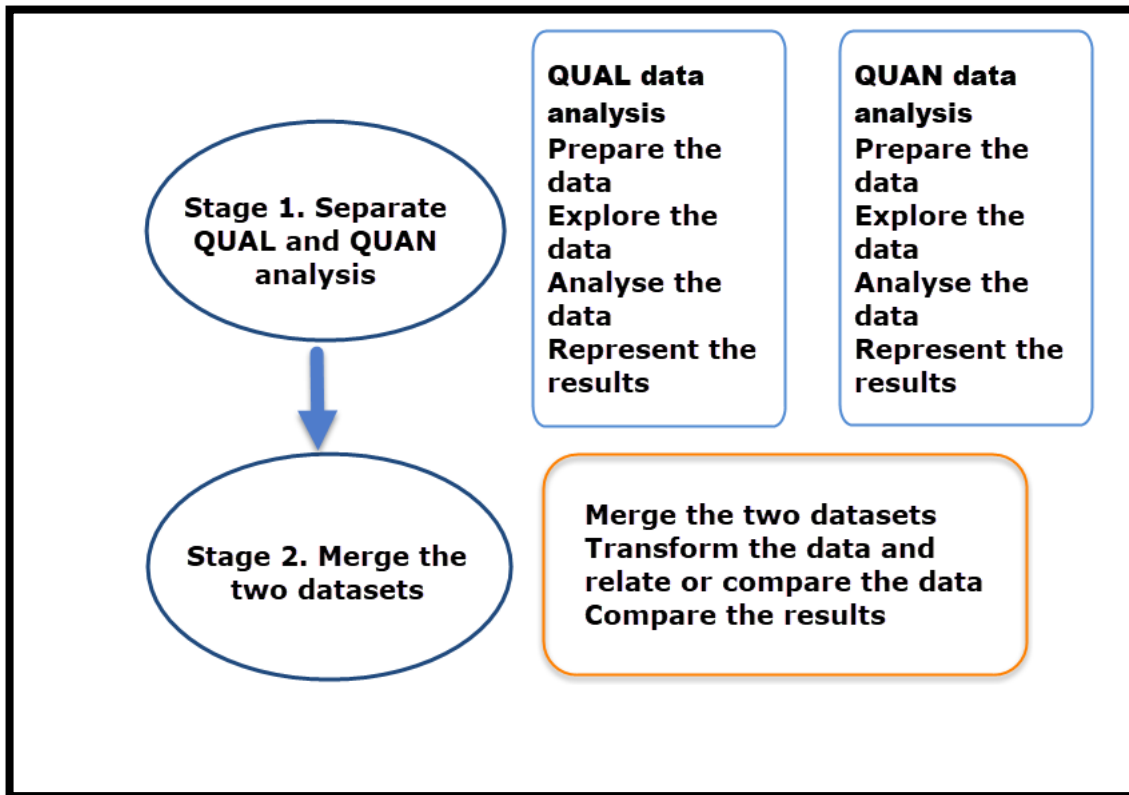 Stage 1. Separate
QUAL and QUAN
analysis
QUAL data
analysis
Prepare the
data
Explore the
data
Analyse the
data
Represent the
results
QUAN data
analysis
Prepare the
data
Explore the
data
Analyse the
data
Represent the
results
Stage 2. Merge the
two datasets
Merge the two datasets
Transform the data and
relate or compare the data
Compare the results